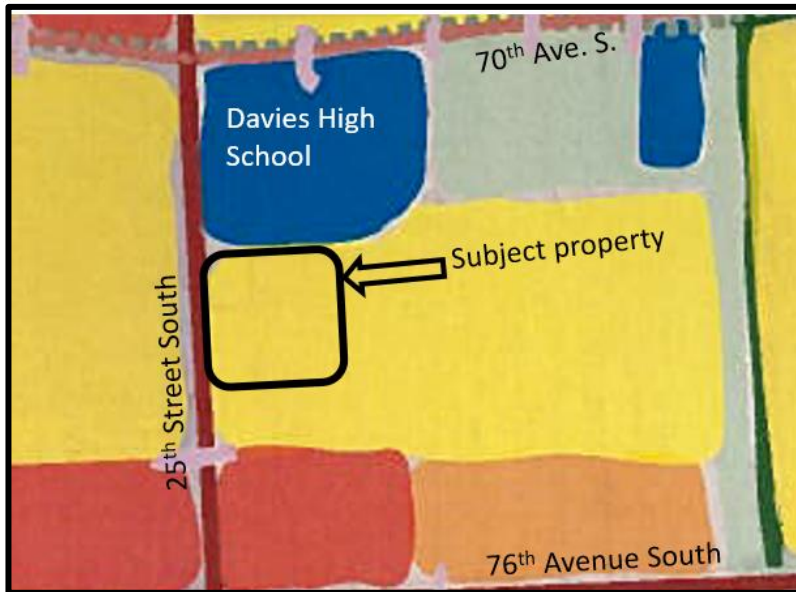 70th Ave. S.
Davies High
School
Subject property
25th Street South
76th Avenue South